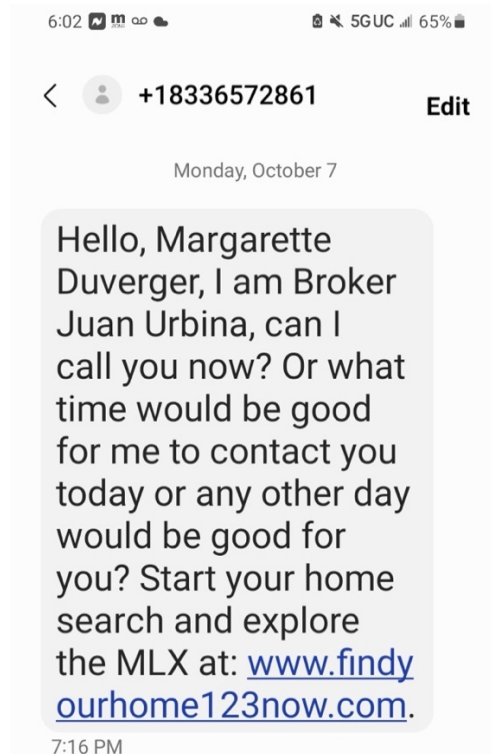 6:02 5GUC 65%
+18336572861
Edit
Monday, October 7
Hello, Margarette
Duverger, I am Broker
Juan Urbina, can I
call you now? Or what
time would be good
for me to contact you
today or any other day
would be good for
you? Start your home
search and explore
the MLX at: www.findy
ourhome123now.com.
7:16 PM